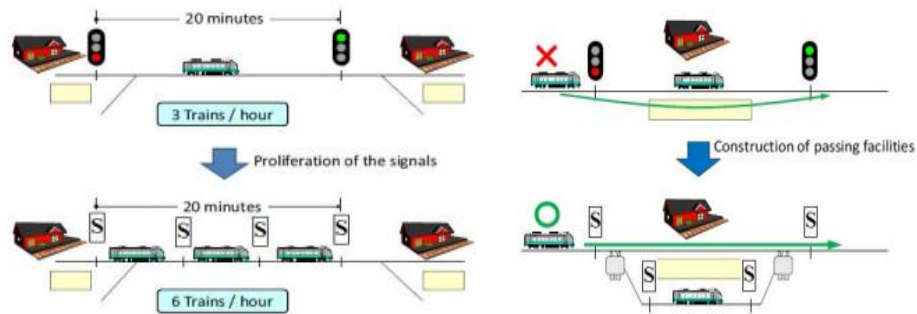 20 minutes
3 Trains / hour
Proliferation of the signals
20 minutes
S
S
S
S
6 Trains / hour
Construction of passing facilities
S
S
S
S